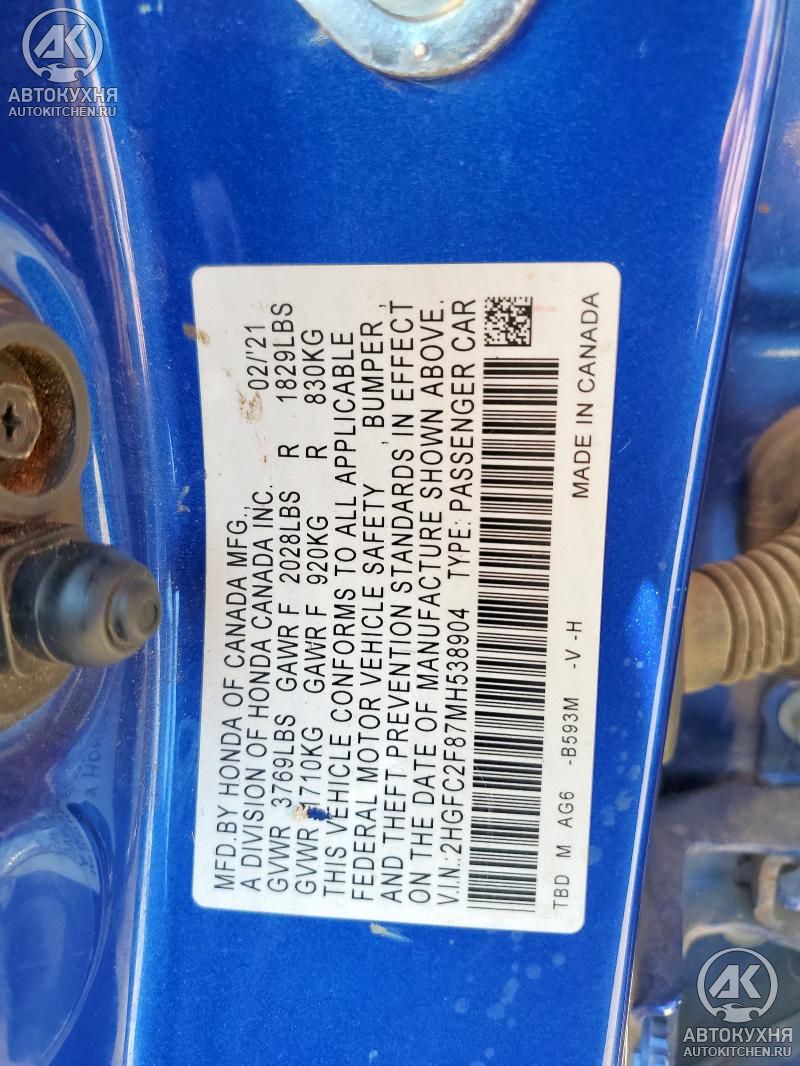 AK
АВТОКУХНЯ
AUTOKITCHEN.RU
MFD.BY HONDA OF CANADA MFG.,
A DIVISION OF HONDA CANADA INC. 02/'21
GVWR 3769LBS GAWR F 2028LBS R 1829LBS
GVWR 1710KG GAWR F 920KG R 830KG
THIS VEHICLE CONFORMS TO ALL APPLICABLE
FEDERAL MOTOR VEHICLE SAFETY, BUMPER,
AND THEFT PREVENTION STANDARDS IN EFFECT
ON THE DATE OF MANUFACTURE SHOWN ABOVE.
V.I.N.:2HGFC2F87MH538904 TYPE: PASSENGER CAR
TBD M AG6 -B593M -V -H MADE IN CANADA
AK
АВТОКУХНЯ
AUTOKITCHEN.RU